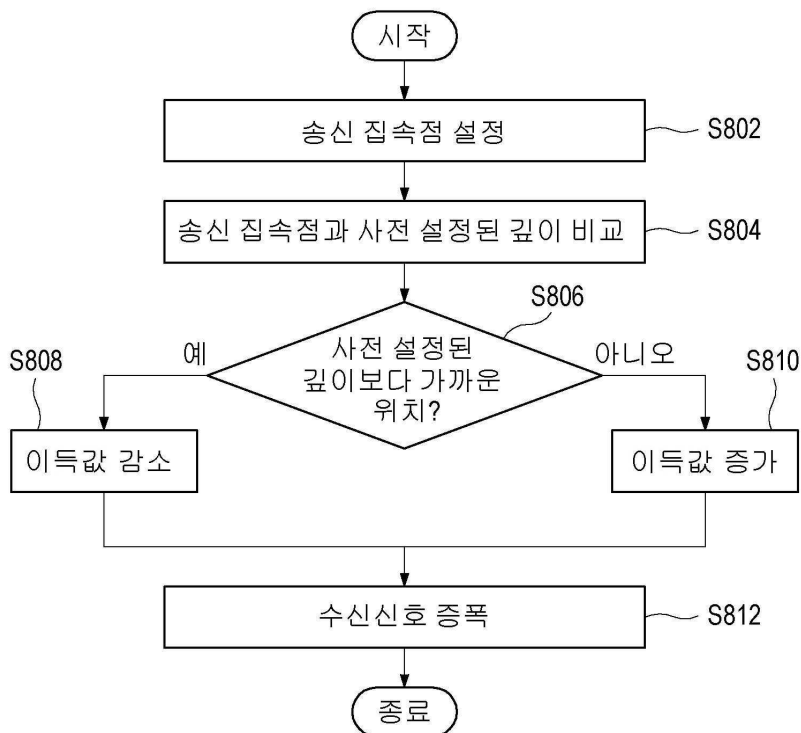 시작
송신 집속점 설정
S802
송신 집속점과 사전 설정된 깊이 비교
S804
S806
사전 설정된
깊이보다 가까운
위치?
예
아니오
S808
S810
이득값 감소
이득값 증가
수신신호 증폭
S812
종료